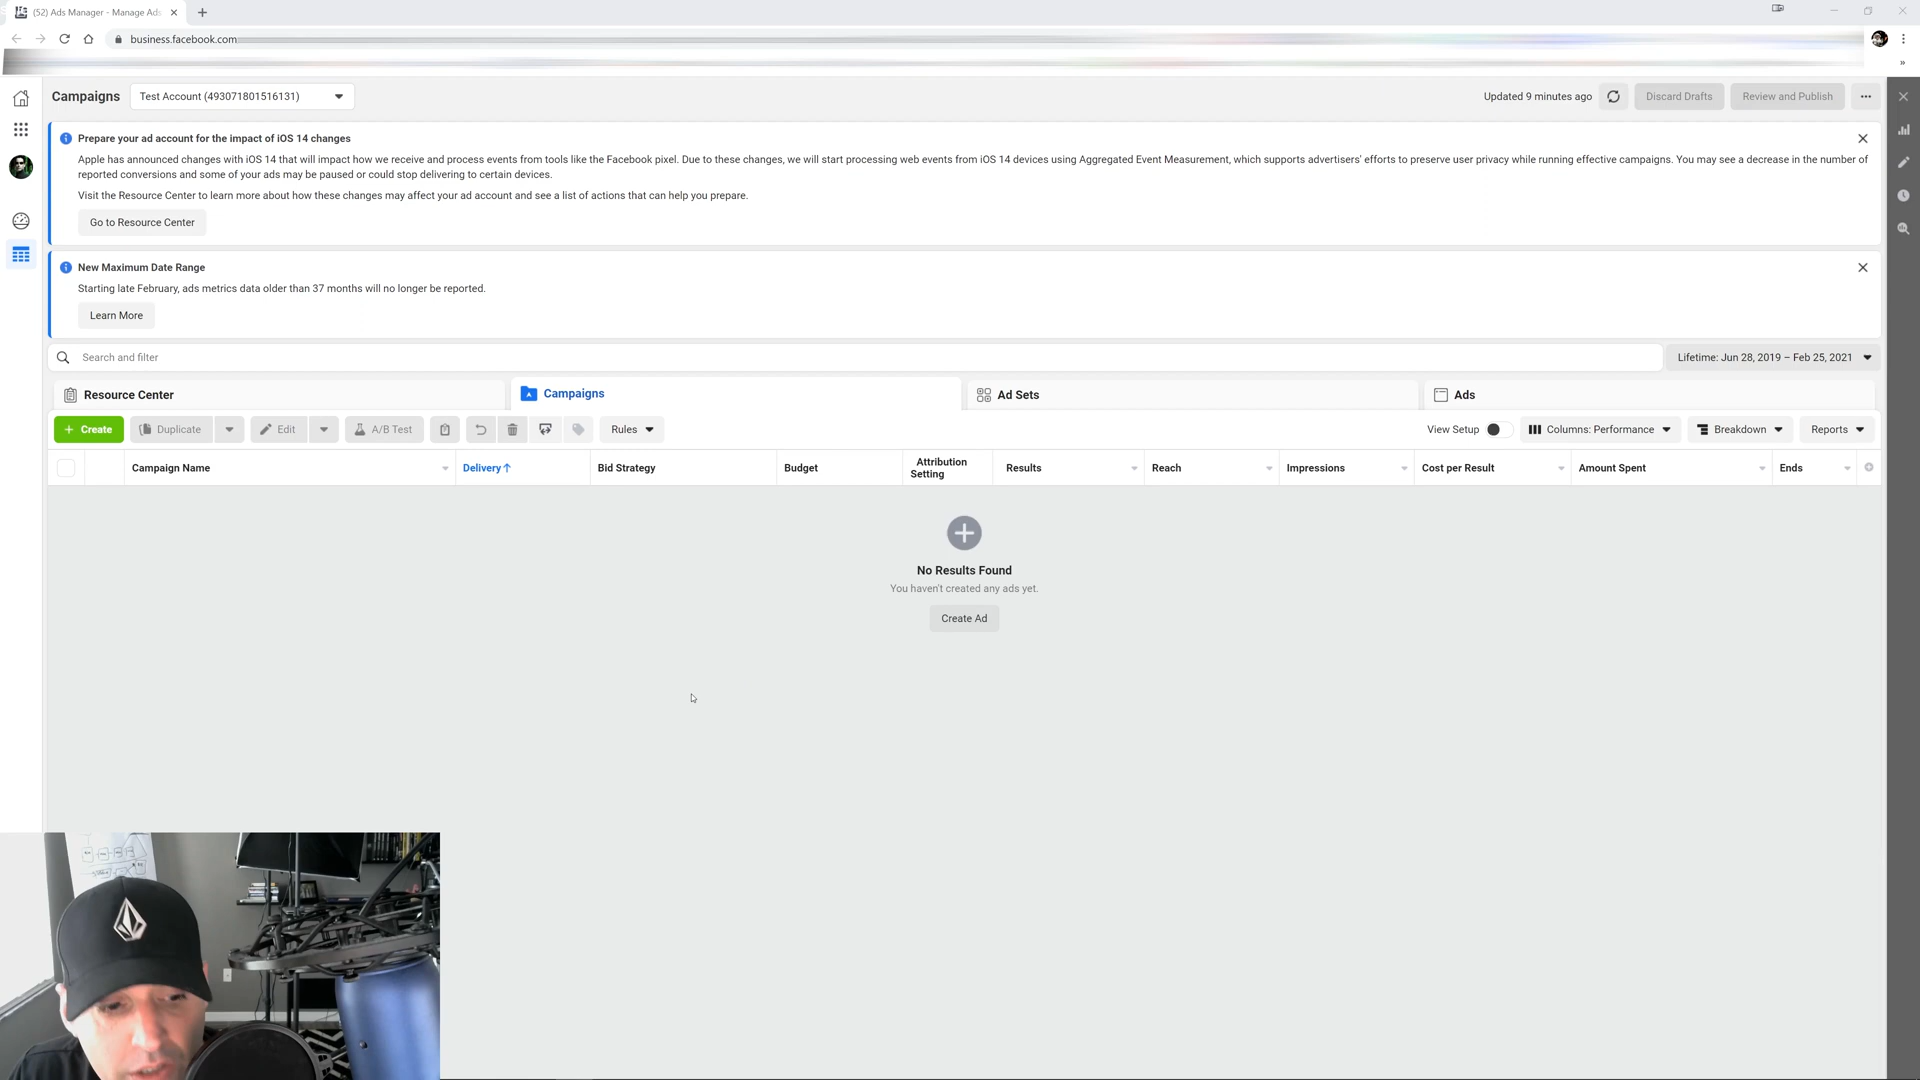 (52) Ads Manager - Manage Ads
business.facebook.com
Campaigns
Test Account (493071801516131)
Updated 9 minutes ago
Discard Drafts
Review and Publish
Prepare your ad account for the impact of iOS 14 changes
Apple has announced changes with iOS 14 that will impact how we receive and process events from tools like the Facebook pixel. Due to these changes, we will start processing web events from iOS 14 devices using Aggregated Event Measurement, which supports advertisers' efforts to preserve user privacy while running effective campaigns. You may see a decrease in the number of
reported conversions and some of your ads may be paused or could stop delivering to certain devices.
Visit the Resource Center to learn more about how these changes may affect your ad account and see a list of actions that can help you prepare.
Go to Resource Center
New Maximum Date Range
Starting late February, ads metrics data older than 37 months will no longer be reported.
Learn More
Search and filter
Lifetime: Jun 28, 2019 – Feb 25, 2021
Resource Center
Campaigns
Ad Sets
Ads
+ Create
Duplicate
Edit
A/B Test
Rules
View Setup
Columns: Performance
Breakdown
Reports
Campaign Name
Delivery↑
Bid Strategy
Budget
Attribution
Setting
Results
Reach
Impressions
Cost per Result
Amount Spent
Ends
No Results Found
You haven't created any ads yet.
Create Ad